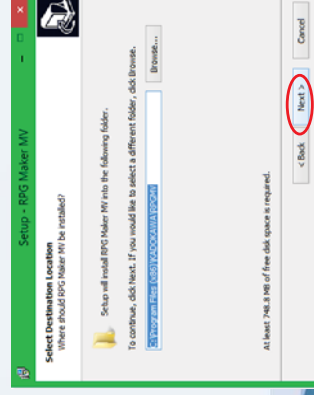 Setup - RPG Maker MV
Select Destination Location
Where should RPG Maker MV be installed?
Setup will install RPG Maker MV into the following folder.
To continue, click Next. If you would like to select a different folder, click Browse.
C:\Program Files (x86)\KADOKAWA\RPGMV
Browse...
At least 748.8 MB of free disk space is required.
< Back
Next >
Cancel